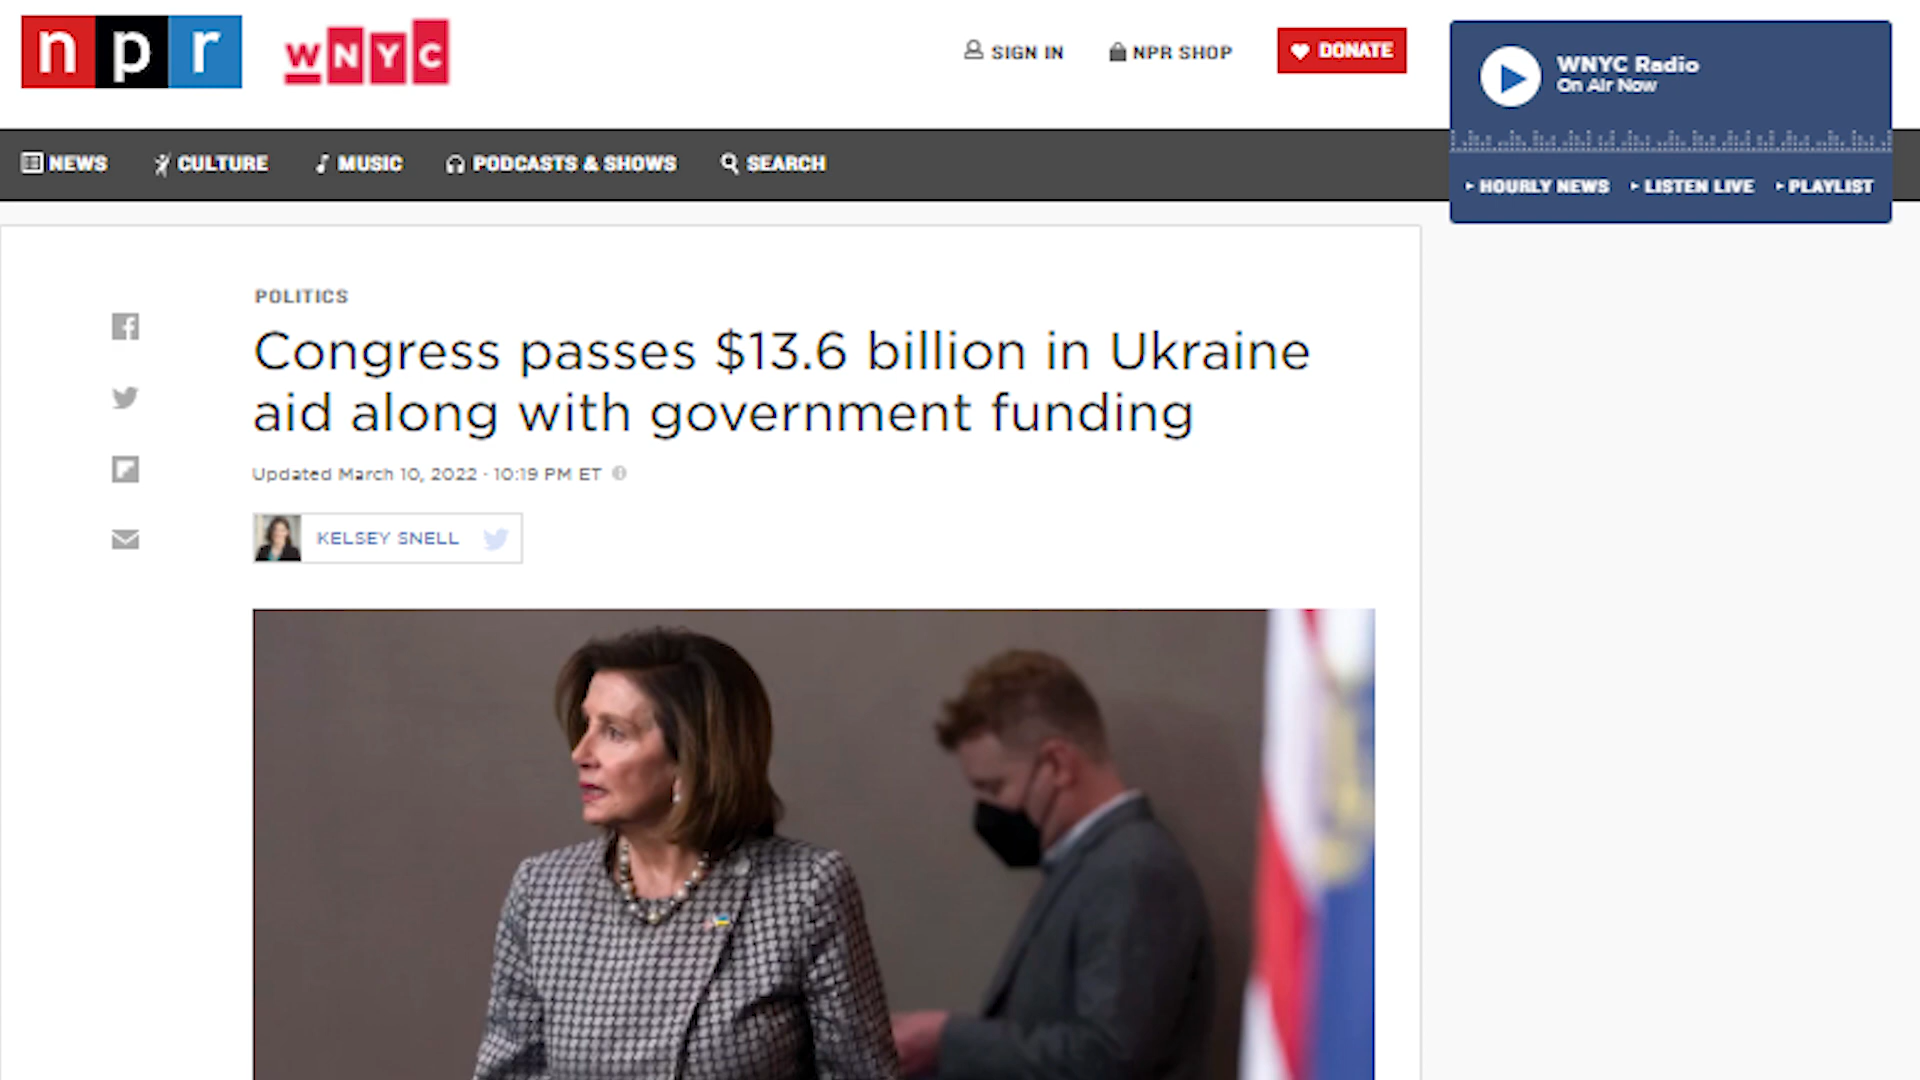 npr
WNYC
SIGN IN
NPR SHOP
DONATE
WNYC Radio
On Air Now
NEWS
CULTURE
MUSIC
PODCASTS & SHOWS
SEARCH
HOURLY NEWS
LISTEN LIVE
PLAYLIST
POLITICS
Congress passes $13.6 billion in Ukraine
aid along with government funding
Updated March 10, 2022 · 10:19 PM ET
KELSEY SNELL